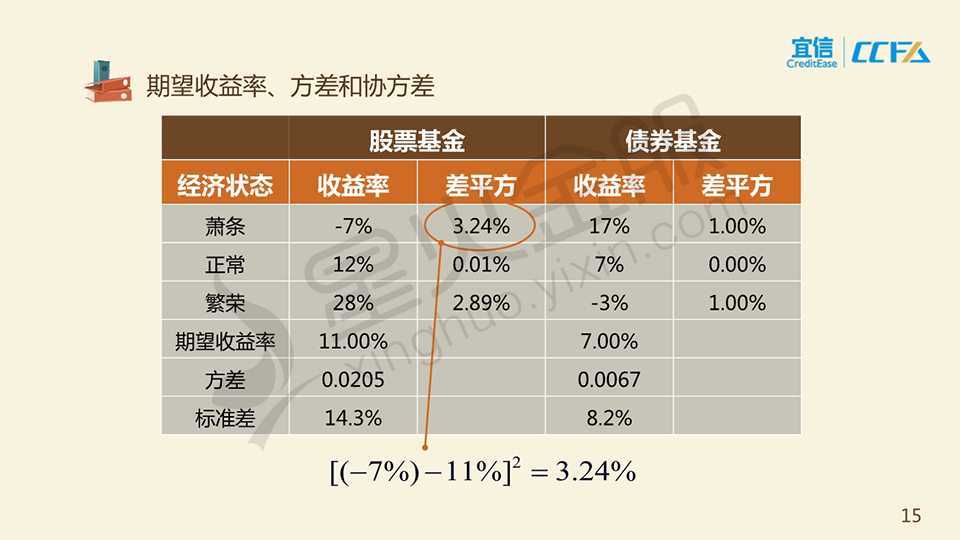 宜信
CreditEase
CCFA
期望收益率、方差和协方差
股票基金 债券基金
经济状态 收益率 差平方 收益率 差平方
萧条 -7% 3.24% 17% 1.00%
正常 12% 0.01% 7% 0.00%
繁荣 28% 2.89% -3% 1.00%
期望收益率 11.00% 7.00%
方差 0.0205 0.0067
标准差 14.3% 8.2%
[(−7%)−11%]² = 3.24%
星火金服
xinghuo.yixin.com
15